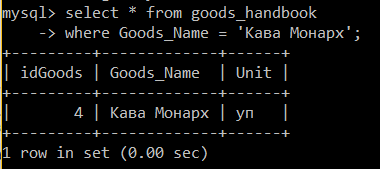 mysql> select * from goods_handbook
    -> where Goods_Name = 'Кава Монарх';
+---------+-------------+------+
| idGoods | Goods_Name  | Unit |
+---------+-------------+------+
|       4 | Кава Монарх | уп   |
+---------+-------------+------+
1 row in set (0.00 sec)